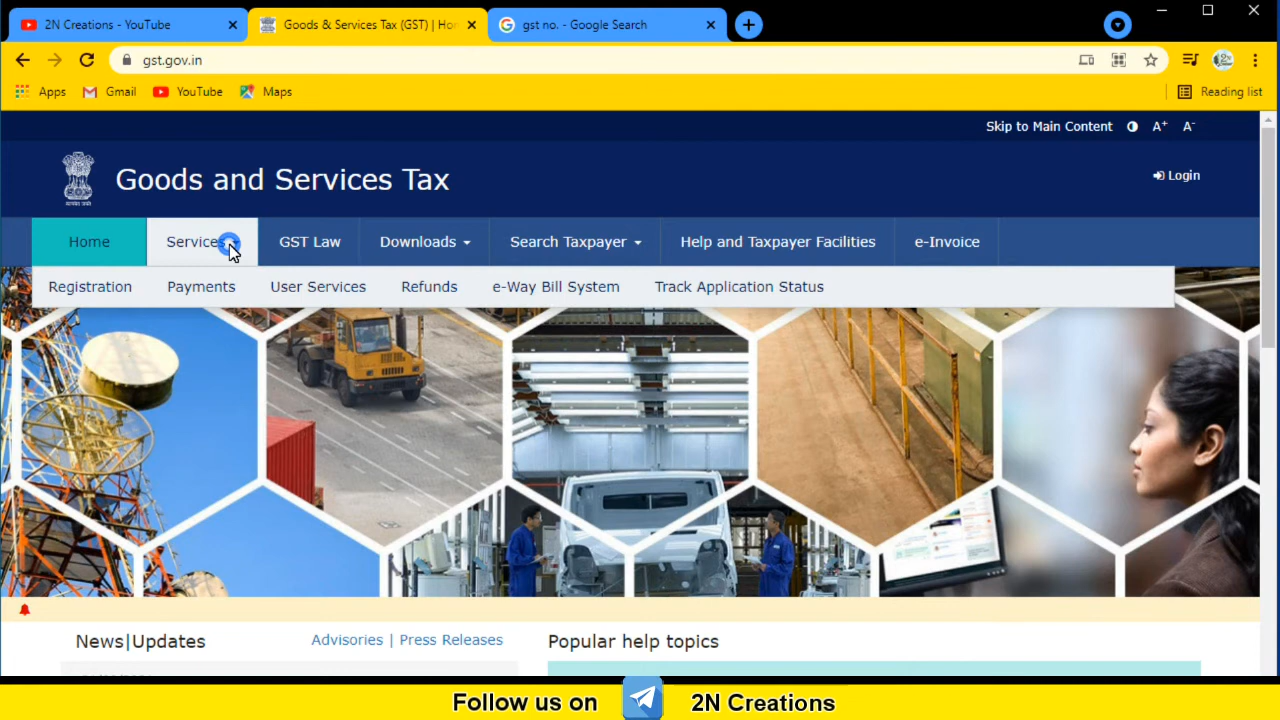 2N Creations - YouTube
Goods & Services Tax (GST) | Hom
gst no. - Google Search
gst.gov.in
Apps
Gmail
YouTube
Maps
Reading list
Skip to Main Content
A+
A-
Goods and Services Tax
Login
Home
Services
GST Law
Downloads
Search Taxpayer
Help and Taxpayer Facilities
e-Invoice
Registration
Payments
User Services
Refunds
e-Way Bill System
Track Application Status
News|Updates
Advisories | Press Releases
Popular help topics
Follow us on
2N Creations